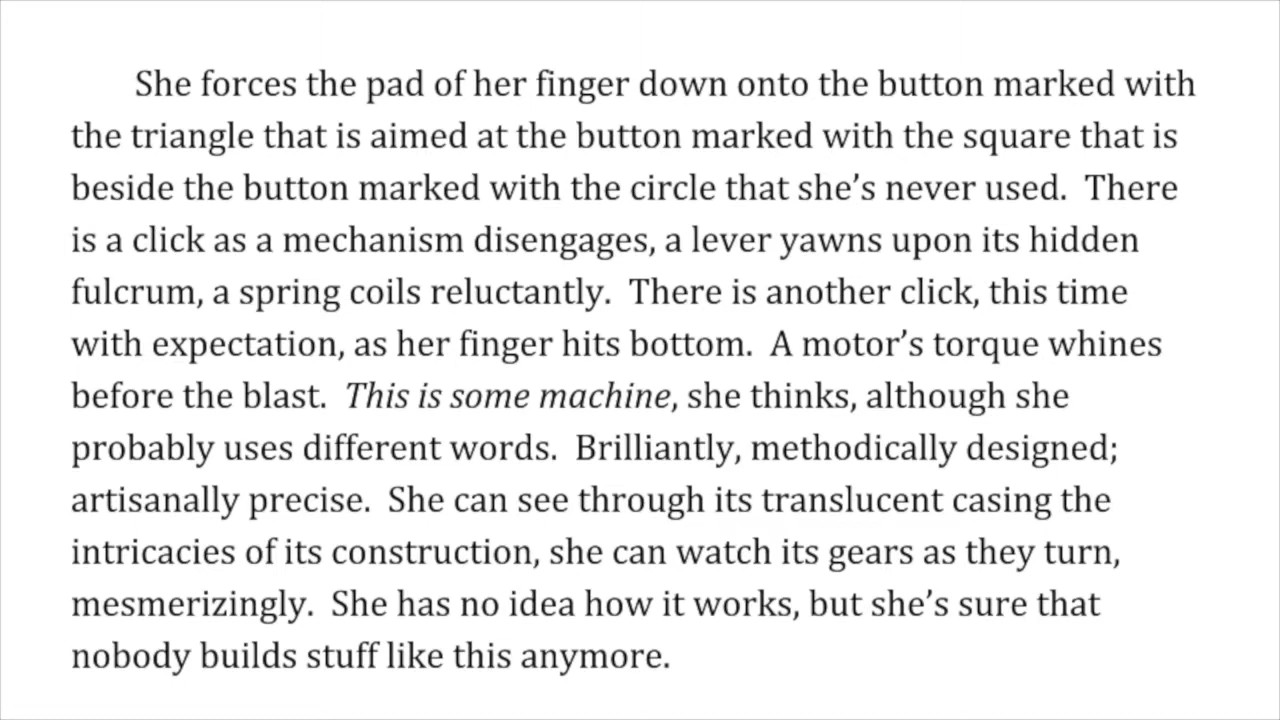 She forces the pad of her finger down onto the button marked with
the triangle that is aimed at the button marked with the square that is
beside the button marked with the circle that she’s never used.  There
is a click as a mechanism disengages, a lever yawns upon its hidden
fulcrum, a spring coils reluctantly.  There is another click, this time
with expectation, as her finger hits bottom.  A motor’s torque whines
before the blast.  This is some machine, she thinks, although she
probably uses different words.  Brilliantly, methodically designed;
artisanally precise.  She can see through its translucent casing the
intricacies of its construction, she can watch its gears as they turn,
mesmerizingly.  She has no idea how it works, but she’s sure that
nobody builds stuff like this anymore.